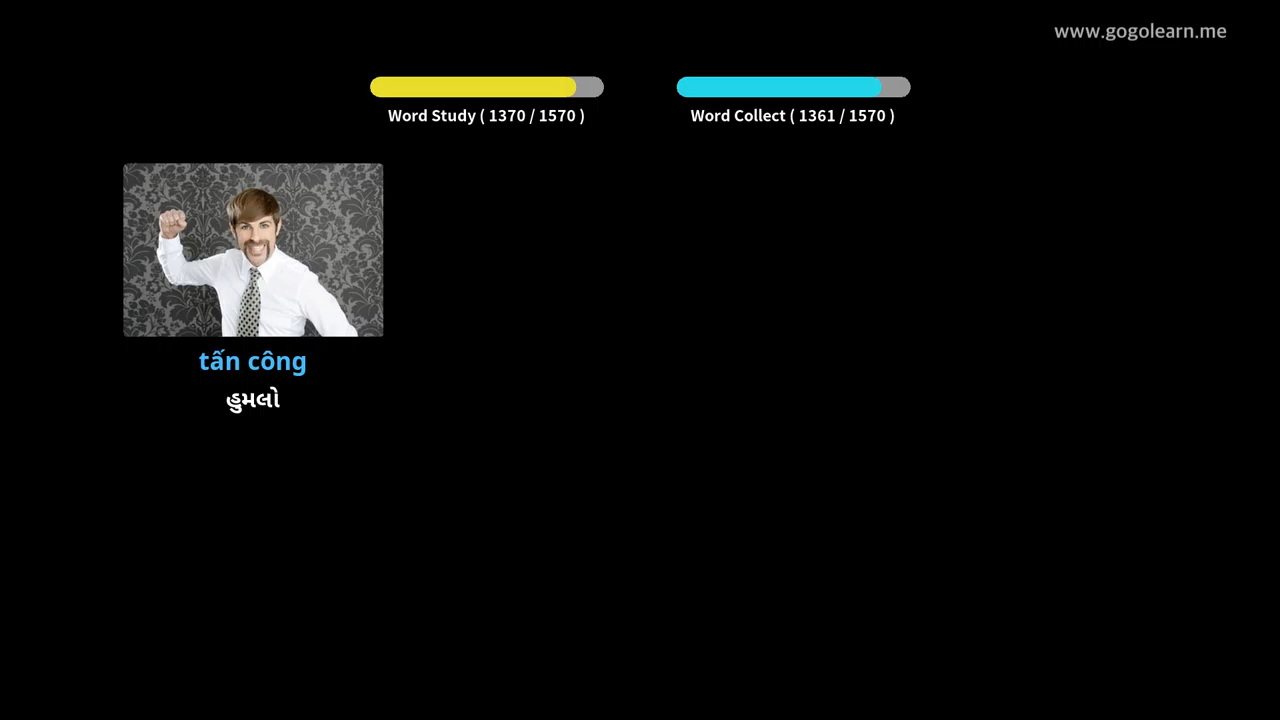 www.gogolearn.me
Word Study ( 1370 / 1570 )
Word Collect ( 1361 / 1570 )
tấn công
હુમલો